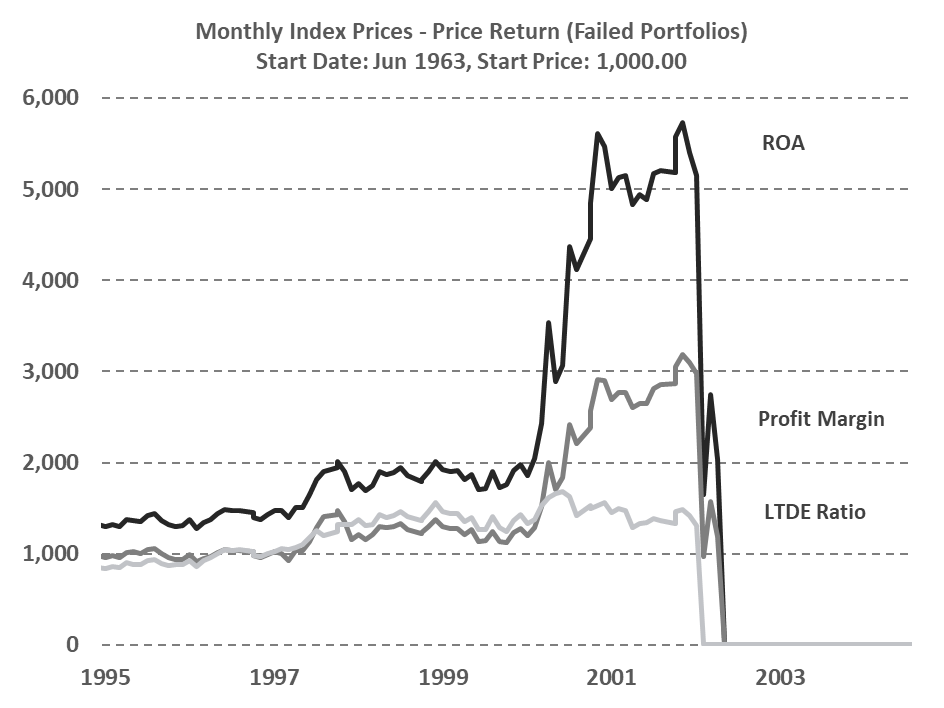 Monthly Index Prices - Price Return (Failed Portfolios)
Start Date: Jun 1963, Start Price: 1,000.00
6,000
ROA
5,000
4,000
3,000
Profit Margin
2,000
LTDE Ratio
1,000
0
1995 1997 1999 2001 2003